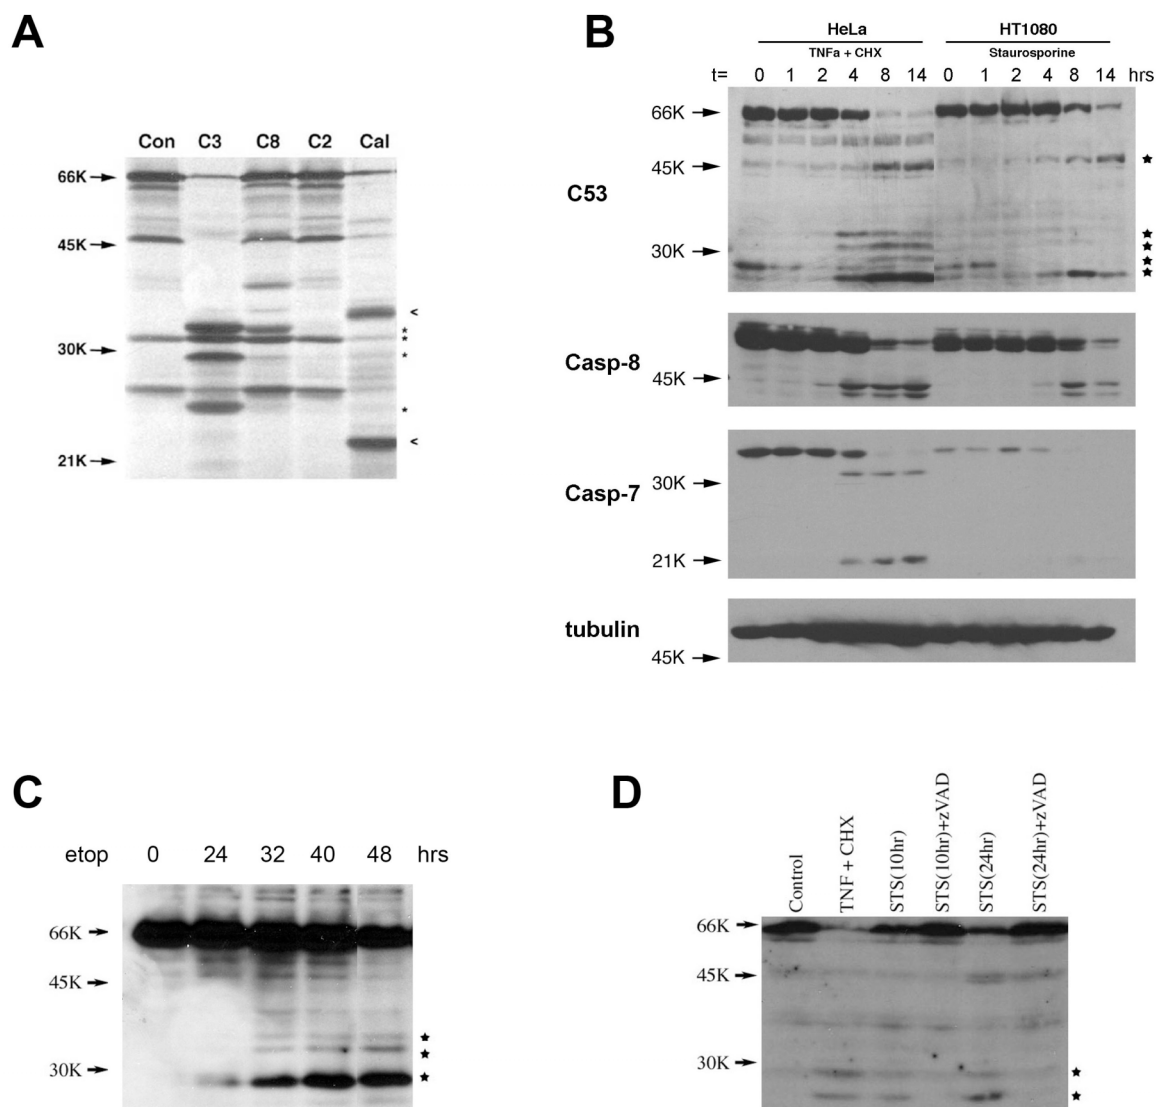 A
Con C3 C8 C2 Cal
66K
45K
<
*
*
30K
*
*
<
21K
B
HeLa HT1080
TNFa + CHX Staurosporine
t= 0 1 2 4 8 14 0 1 2 4 8 14 hrs
66K
45K ★
C53
★
30K ★
★
★
Casp-8
45K
Casp-7
30K
21K
tubulin
45K
C
etop 0 24 32 40 48 hrs
66K
45K
★
★
30K
★
D
Control
TNF + CHX
STS(10hr)
STS(10hr)+zVAD
STS(24hr)
STS(24hr)+zVAD
66K
45K
30K
★
★